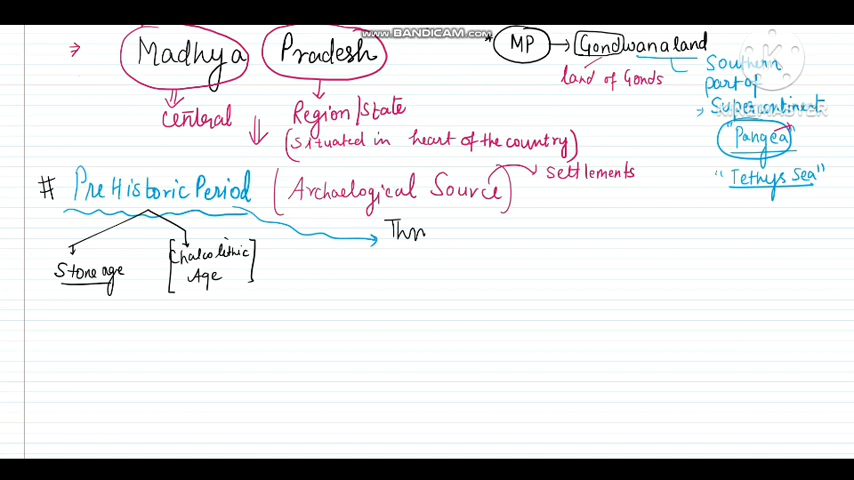 www.BANDICAM.com
⇒ Madhya Pradesh
* MP → Gondwanaland
land of Gonds
Southern
part of
→ Supercontinent
"Pangea"
"Tethys Sea"
Central
Region/State
(Situated in heart of the country)
# PreHistoric Period [Archaelogical Source]
settlements
Thr
Stone age
[Chalcolithic
Age]